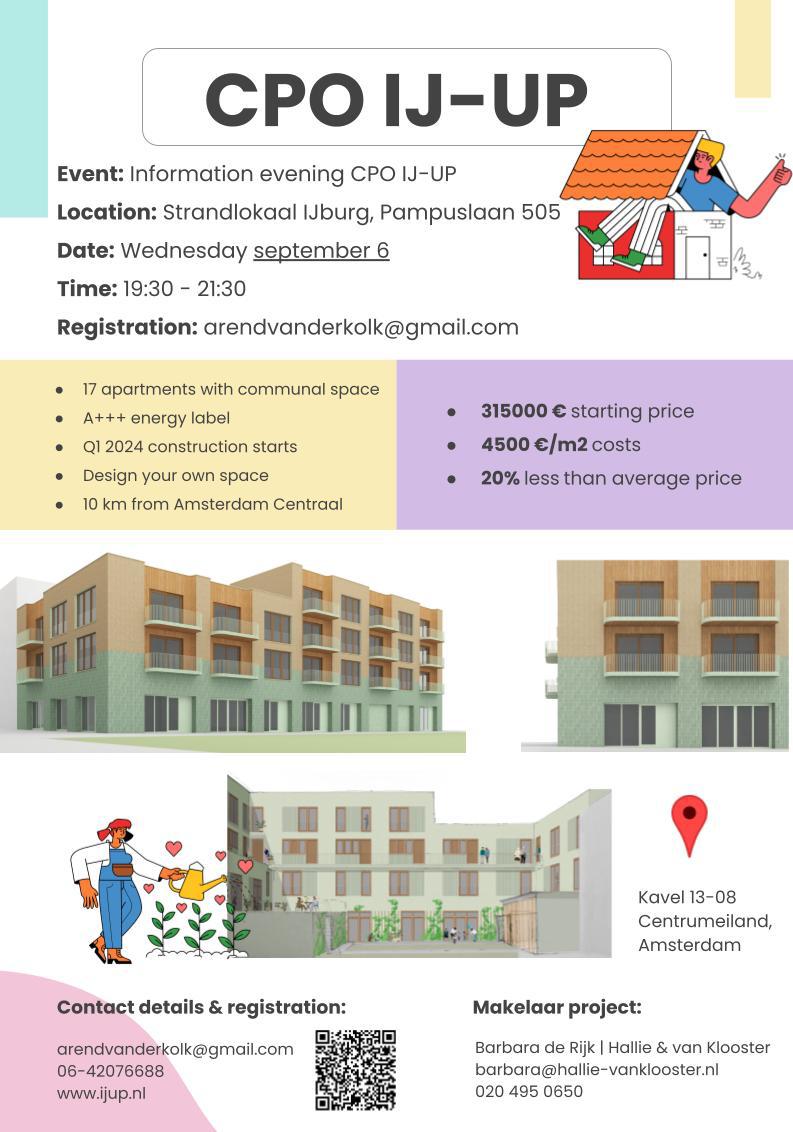 CPO IJ-UP
Event: Information evening CPO IJ-UP
Location: Strandlokaal IJburg, Pampuslaan 505
Date: Wednesday september 6
Time: 19:30 - 21:30
Registration: arendvanderkolk@gmail.com
● 17 apartments with communal space
● A+++ energy label
● Q1 2024 construction starts
● Design your own space
● 10 km from Amsterdam Centraal
● 315000 € starting price
● 4500 €/m2 costs
● 20% less than average price
Kavel 13-08
Centrumeiland,
Amsterdam
Contact details & registration:
arendvanderkolk@gmail.com
06-42076688
www.ijup.nl
Makelaar project:
Barbara de Rijk | Hallie & van Klooster
barbara@hallie-vanklooster.nl
020 495 0650